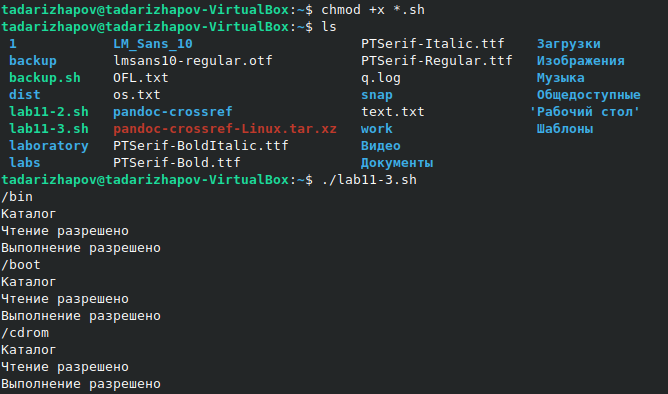 tadarizhapov@tadarizhapov-VirtualBox:~$ chmod +x *.sh
tadarizhapov@tadarizhapov-VirtualBox:~$ ls
1 LM_Sans_10 PTSerif-Italic.ttf Загрузки
backup lmsans10-regular.otf PTSerif-Regular.ttf Изображения
backup.sh OFL.txt q.log Музыка
dist os.txt snap Общедоступные
lab11-2.sh pandoc-crossref text.txt 'Рабочий стол'
lab11-3.sh pandoc-crossref-Linux.tar.xz work Шаблоны
laboratory PTSerif-BoldItalic.ttf Видео
labs PTSerif-Bold.ttf Документы
tadarizhapov@tadarizhapov-VirtualBox:~$ ./lab11-3.sh
/bin
Каталог
Чтение разрешено
Выполнение разрешено
/boot
Каталог
Чтение разрешено
Выполнение разрешено
/cdrom
Каталог
Чтение разрешено
Выполнение разрешено